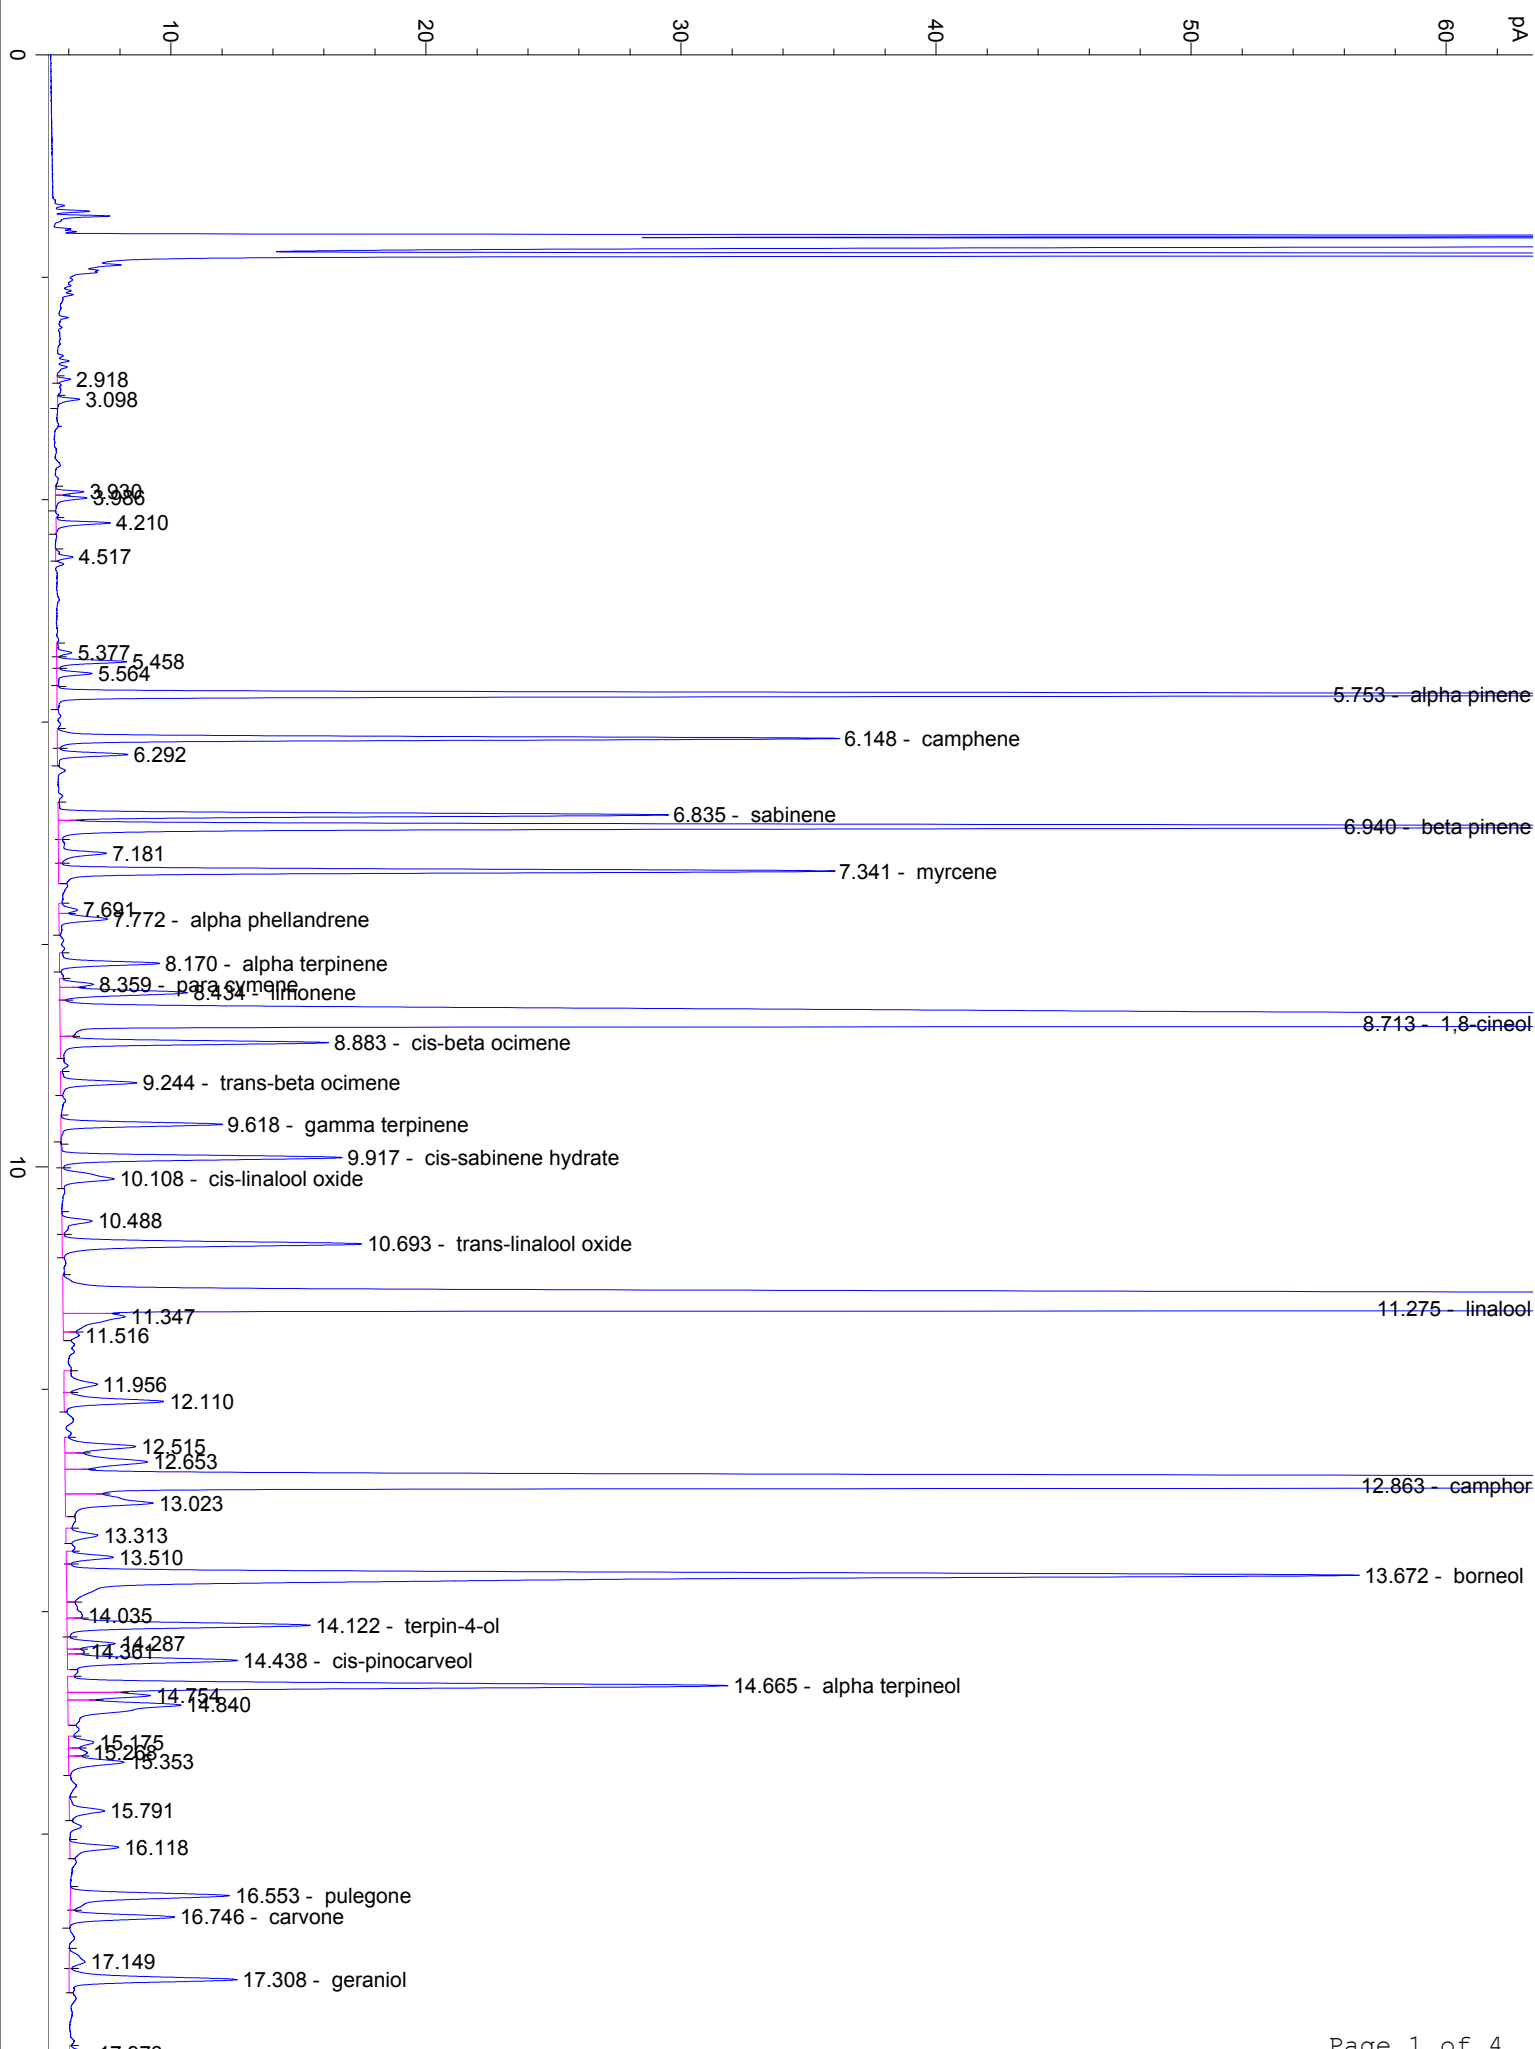 10
20
30
40
50
60
pA
0
2.918
3.098
3.930
3.986
4.210
4.517
5.377
5.458
5.564
5.753 - alpha pinene
6.148 - camphene
6.292
6.835 - sabinene
6.940 - beta pinene
7.181
7.341 - myrcene
7.691
7.772 - alpha phellandrene
8.170 - alpha terpinene
8.359 - para cymene
8.434 - limonene
8.713 - 1,8-cineol
8.883 - cis-beta ocimene
9.244 - trans-beta ocimene
9.618 - gamma terpinene
9.917 - cis-sabinene hydrate
10
10.108 - cis-linalool oxide
10.488
10.693 - trans-linalool oxide
11.275 - linalool
11.347
11.516
11.956
12.110
12.515
12.653
12.863 - camphor
13.023
13.313
13.510
13.672 - borneol
14.035
14.122 - terpin-4-ol
14.287
14.361
14.438 - cis-pinocarveol
14.665 - alpha terpineol
14.754
14.840
15.175
15.268
15.353
15.791
16.118
16.553 - pulegone
16.746 - carvone
17.149
17.308 - geraniol
Page 1 of 4